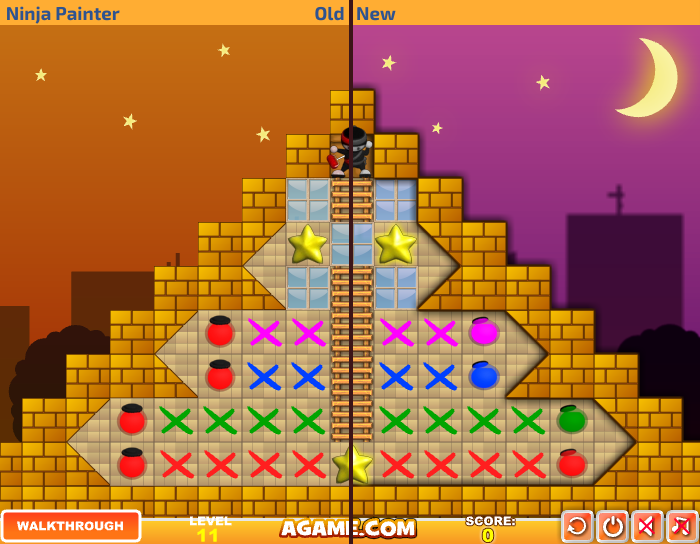 Ninja Painter
Old New
WALKTHROUGH
LEVEL
11
AGAME.COM
SCORE:
0